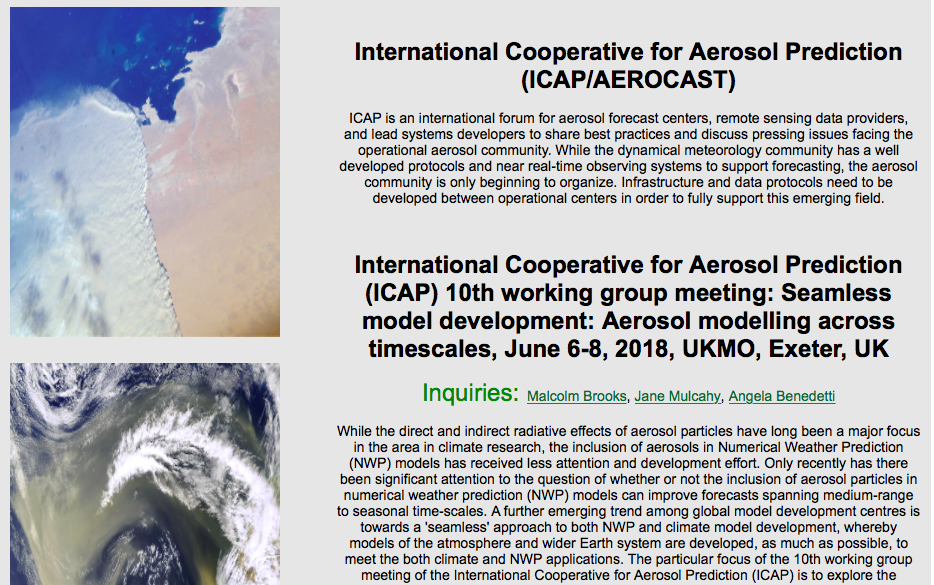 International Cooperative for Aerosol Prediction
(ICAP/AEROCAST)
ICAP is an international forum for aerosol forecast centers, remote sensing data providers,
and lead systems developers to share best practices and discuss pressing issues facing the
operational aerosol community. While the dynamical meteorology community has a well
developed protocols and near real-time observing systems to support forecasting, the aerosol
community is only beginning to organize. Infrastructure and data protocols need to be
developed between operational centers in order to fully support this emerging field.
International Cooperative for Aerosol Prediction
(ICAP) 10th working group meeting: Seamless
model development: Aerosol modelling across
timescales, June 6-8, 2018, UKMO, Exeter, UK
Inquiries: Malcolm Brooks, Jane Mulcahy, Angela Benedetti
While the direct and indirect radiative effects of aerosol particles have long been a major focus
in the area in climate research, the inclusion of aerosols in Numerical Weather Prediction
(NWP) models has received less attention and development effort. Only recently has there
been significant attention to the question of whether or not the inclusion of aerosol particles in
numerical weather prediction (NWP) models can improve forecasts spanning medium-range
to seasonal time-scales. A further emerging trend among global model development centres is
towards a 'seamless' approach to both NWP and climate model development, whereby
models of the atmosphere and wider Earth system are developed, as much as possible, to
meet the both climate and NWP applications. The particular focus of the 10th working group
meeting of the International Cooperative for Aerosol Prediction (ICAP) is to explore the